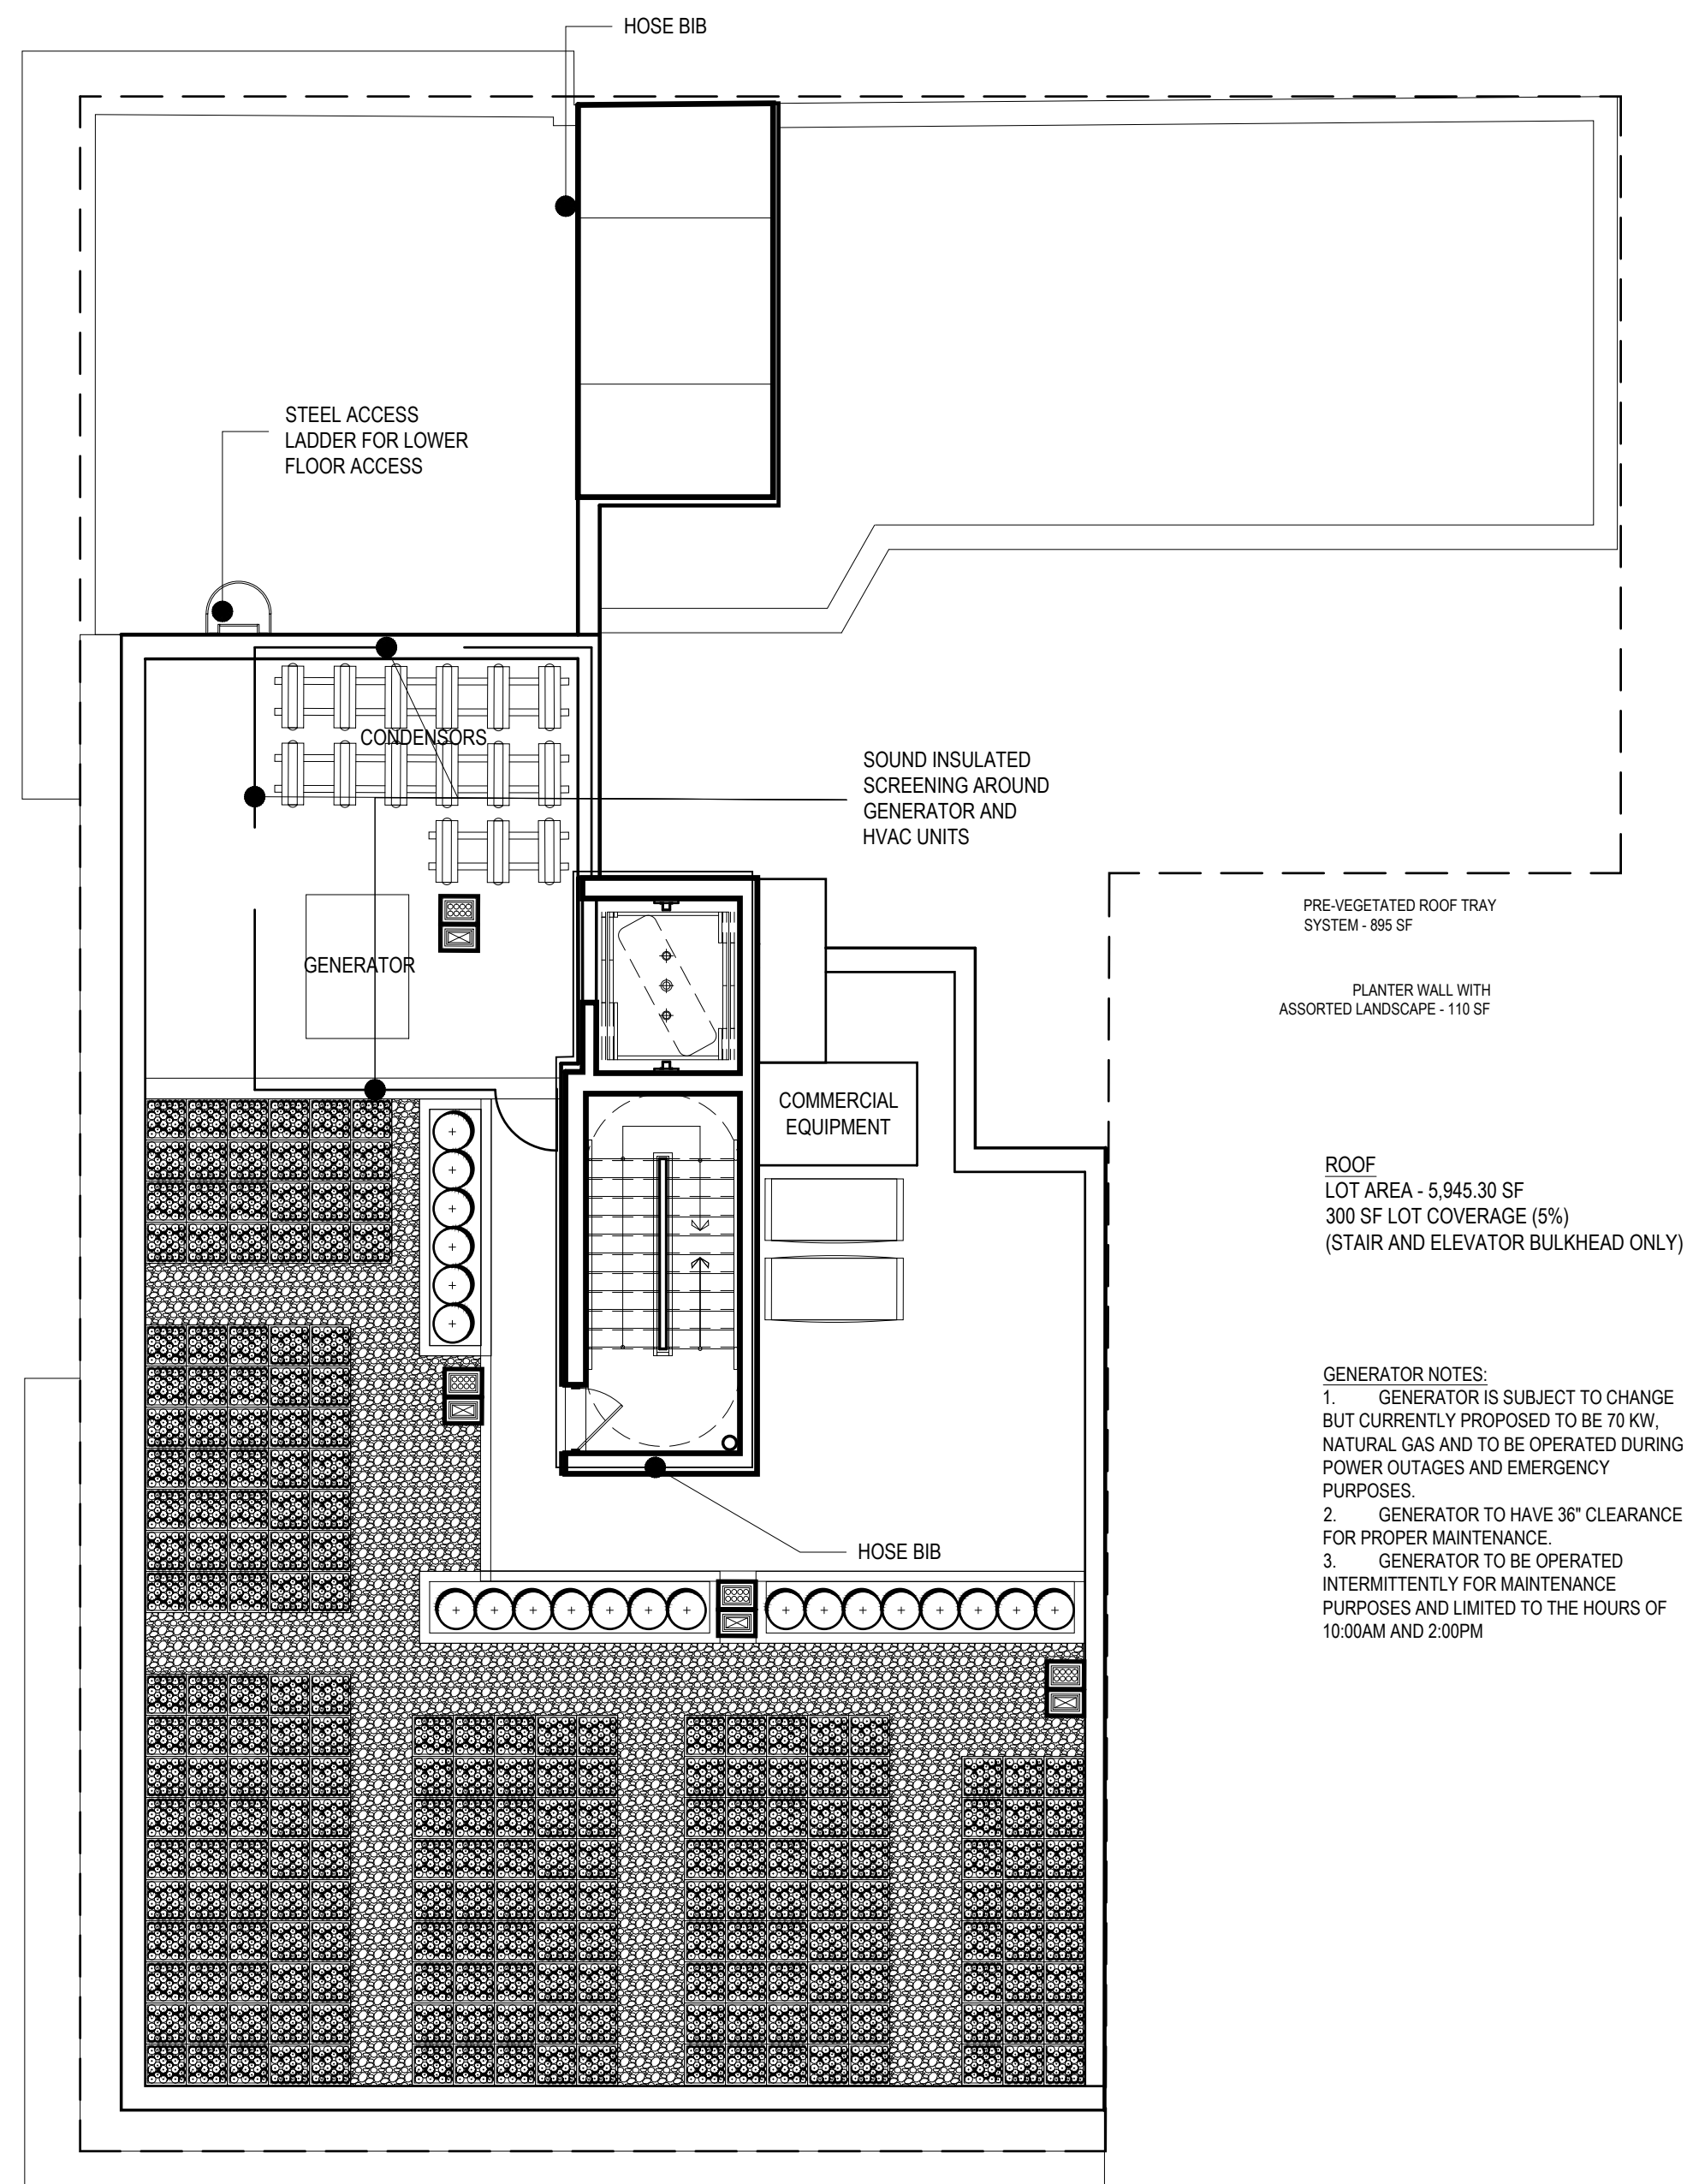 HOSE BIB
STEEL ACCESS
LADDER FOR LOWER
FLOOR ACCESS
CONDENSORS
SOUND INSULATED
SCREENING AROUND
GENERATOR AND
HVAC UNITS
GENERATOR
PRE-VEGETATED ROOF TRAY
SYSTEM - 895 SF
PLANTER WALL WITH
ASSORTED LANDSCAPE - 110 SF
COMMERCIAL
EQUIPMENT
ROOF
LOT AREA - 5,945.30 SF
300 SF LOT COVERAGE (5%)
(STAIR AND ELEVATOR BULKHEAD ONLY)
HOSE BIB
GENERATOR NOTES:
1. GENERATOR IS SUBJECT TO CHANGE
BUT CURRENTLY PROPOSED TO BE 70 KW,
NATURAL GAS AND TO BE OPERATED DURING
POWER OUTAGES AND EMERGENCY
PURPOSES.
2. GENERATOR TO HAVE 36" CLEARANCE
FOR PROPER MAINTENANCE.
3. GENERATOR TO BE OPERATED
INTERMITTENTLY FOR MAINTENANCE
PURPOSES AND LIMITED TO THE HOURS OF
10:00AM AND 2:00PM